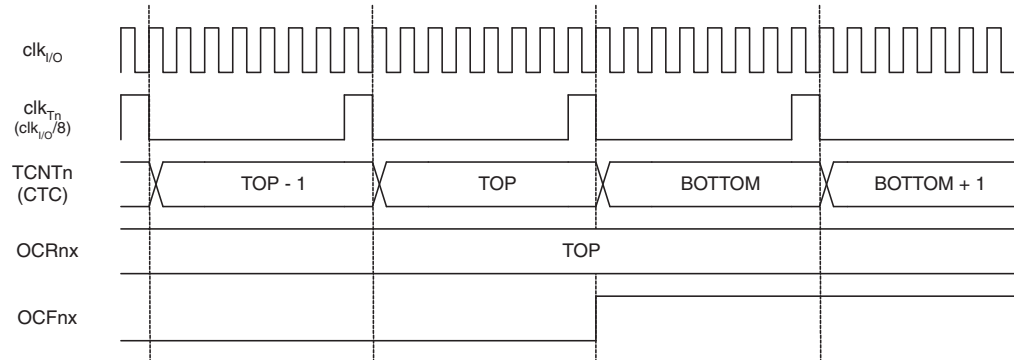 clkI/O
clkTn
(clkI/O/8)
TCNTn
(CTC)
TOP - 1
TOP
BOTTOM
BOTTOM + 1
OCRnx
TOP
OCFnx